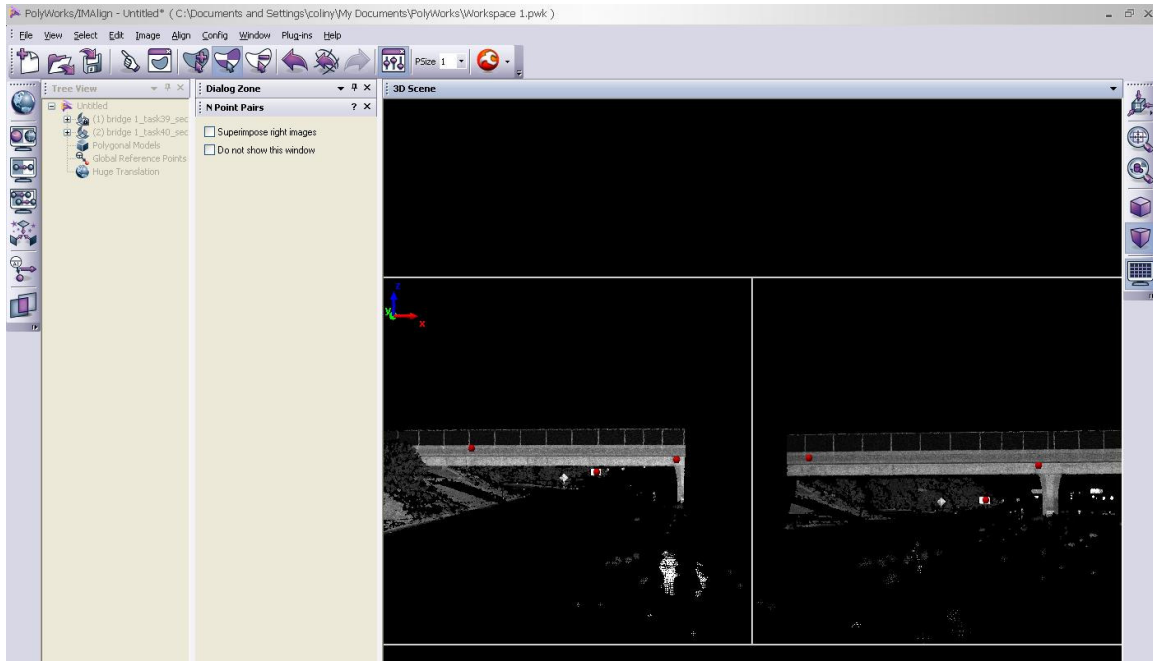 PolyWorks/IMAlign - Untitled* ( C:\Documents and Settings\coliny\My Documents\PolyWorks\Workspace 1.pwk )
File View Select Edit Image Align Config Window Plug-ins Help
PSize 1
Tree View
Untitled
(1) bridge 1_task39_sec
(2) bridge 1_task40_sec
Polygonal Models
Global Reference Points
Huge Translation
Dialog Zone
N Point Pairs
Superimpose right images
Do not show this window
3D Scene
z
y
x